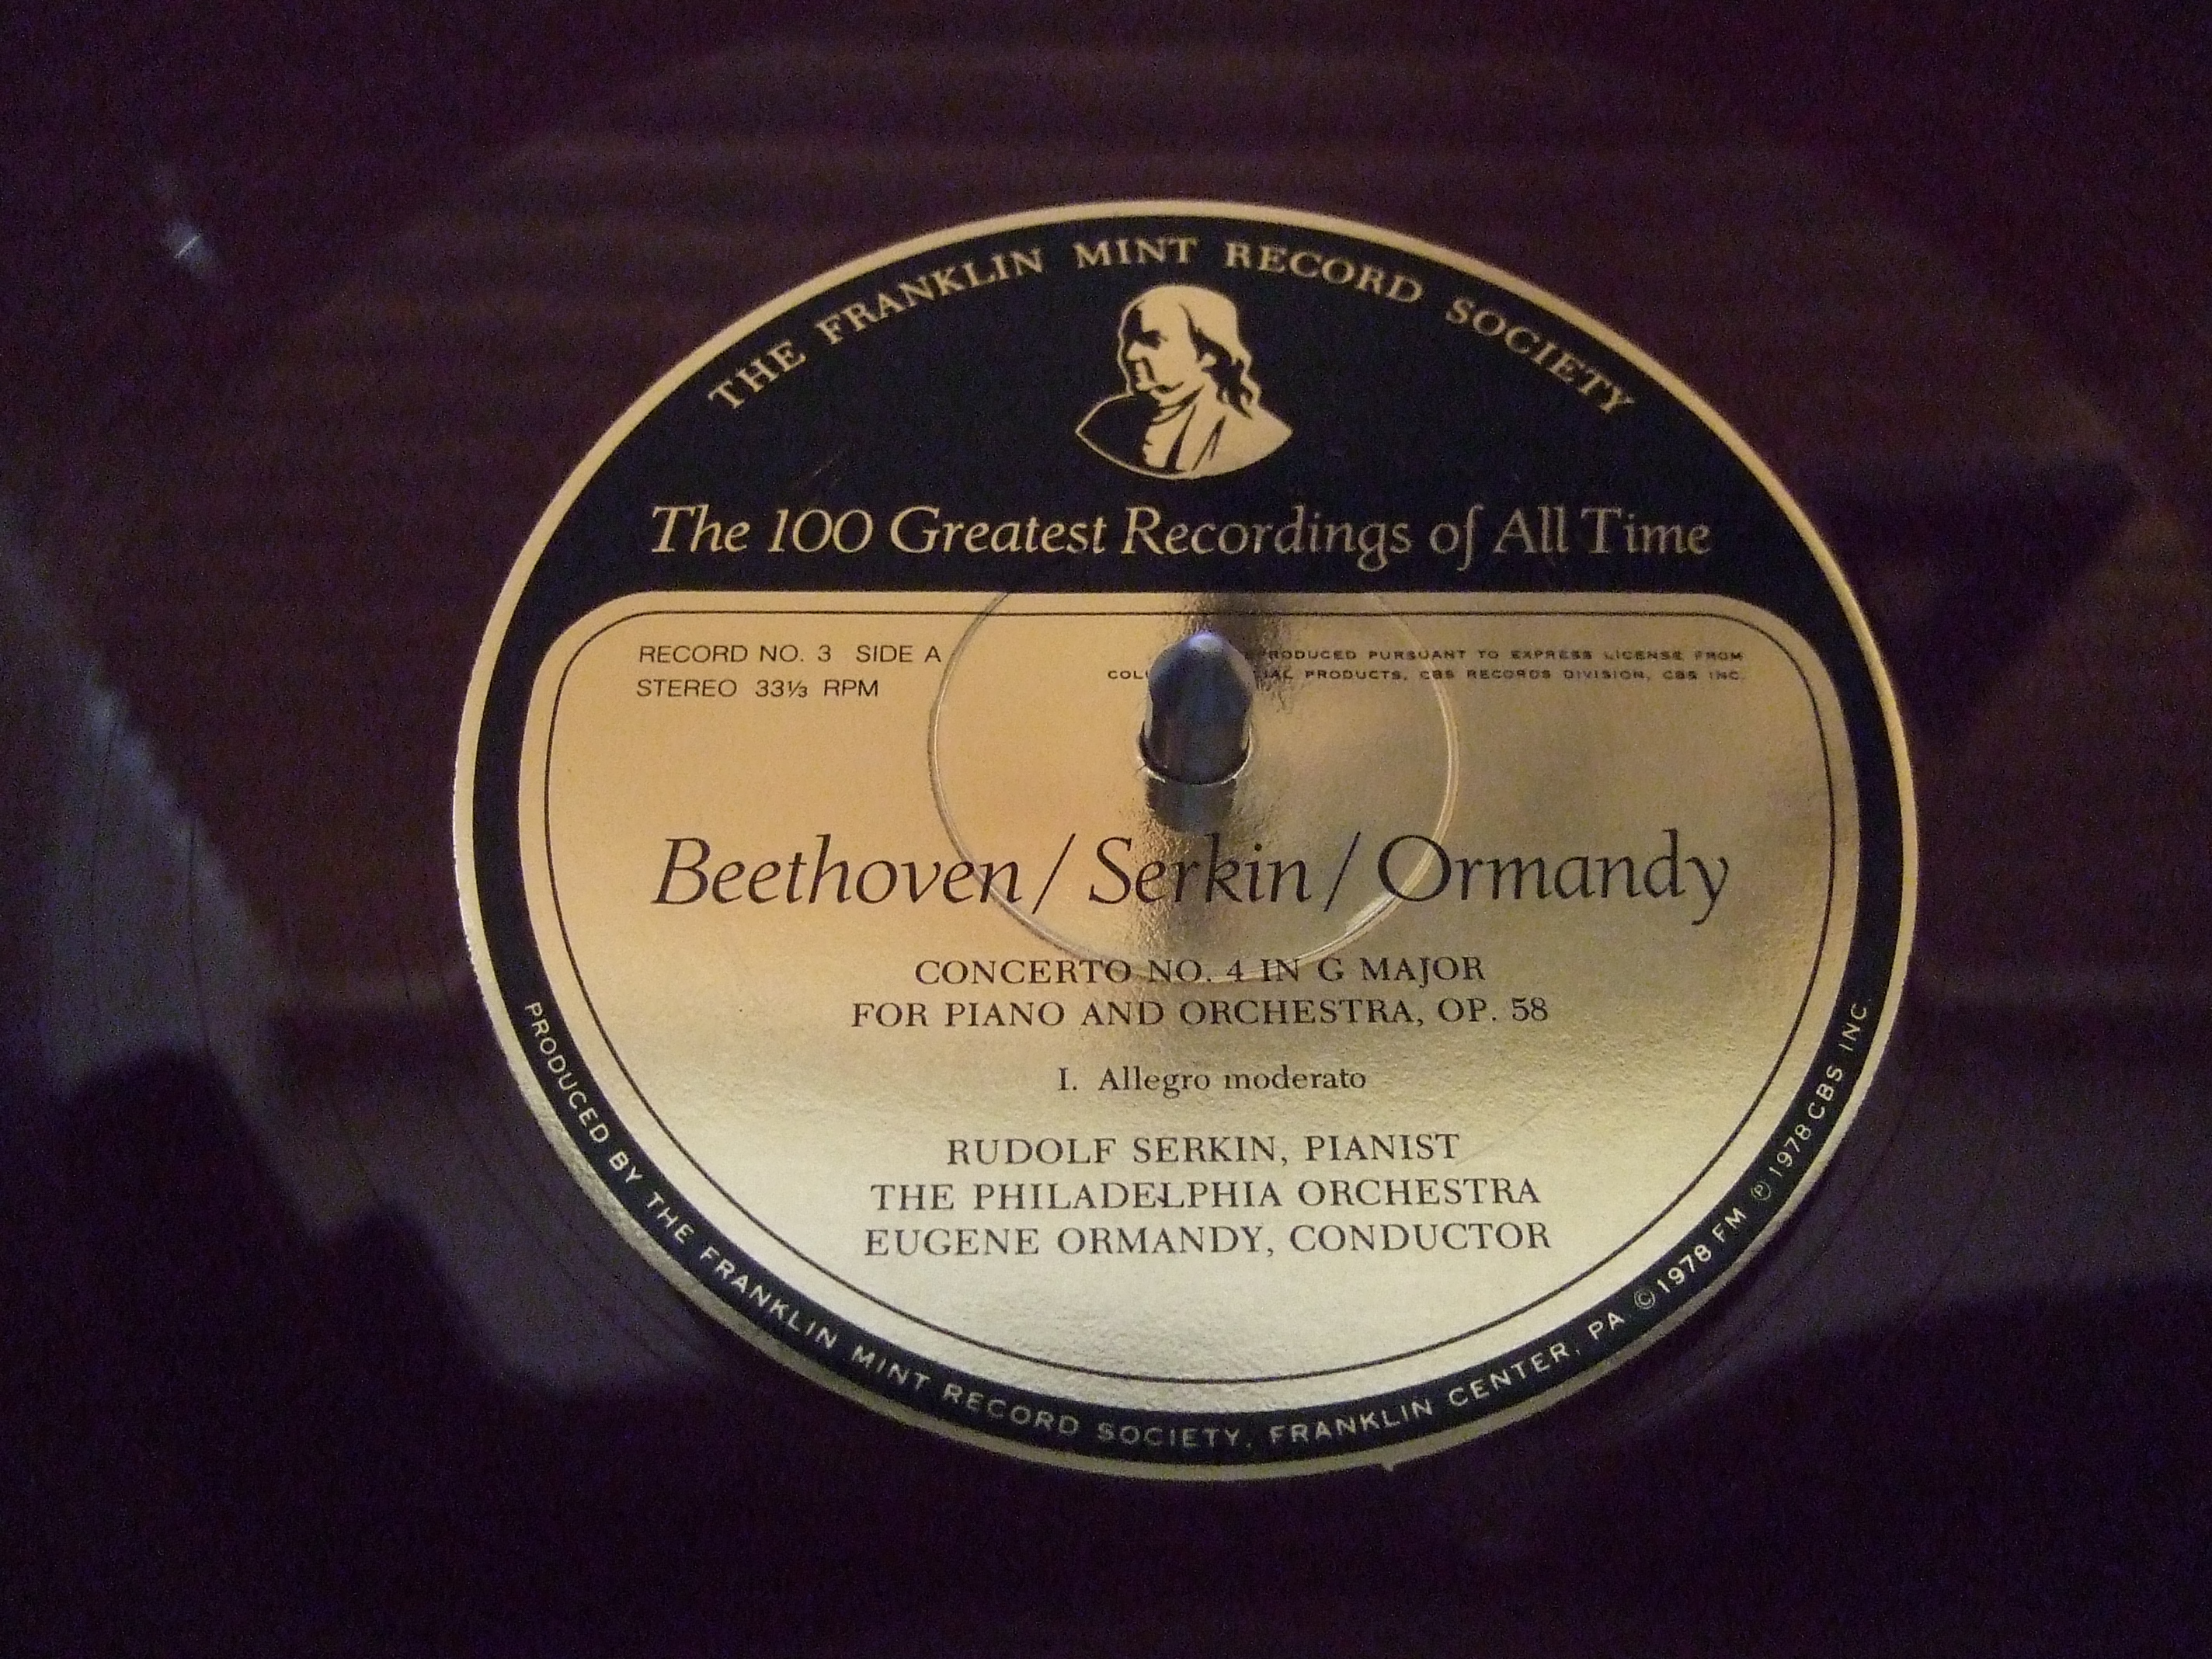 THE FRANKLIN MINT RECORD SOCIETY
The 100 Greatest Recordings of All Time
RECORD NO. 3 SIDE A
STEREO 33⅓ RPM
PURSUANT TO EXPRESS LICENSE FROM
PRODUCTS, CBS RECORDS DIVISION, CBS INC.
Beethoven / Serkin / Ormandy
CONCERTO NO. 4 IN G MAJOR
FOR PIANO AND ORCHESTRA, OP. 58
I. Allegro moderato
RUDOLF SERKIN, PIANIST
THE PHILADELPHIA ORCHESTRA
EUGENE ORMANDY, CONDUCTOR
PRODUCED BY THE FRANKLIN MINT RECORD SOCIETY, FRANKLIN CENTER, PA © 1978 FM ℗ 1978 CBS INC.